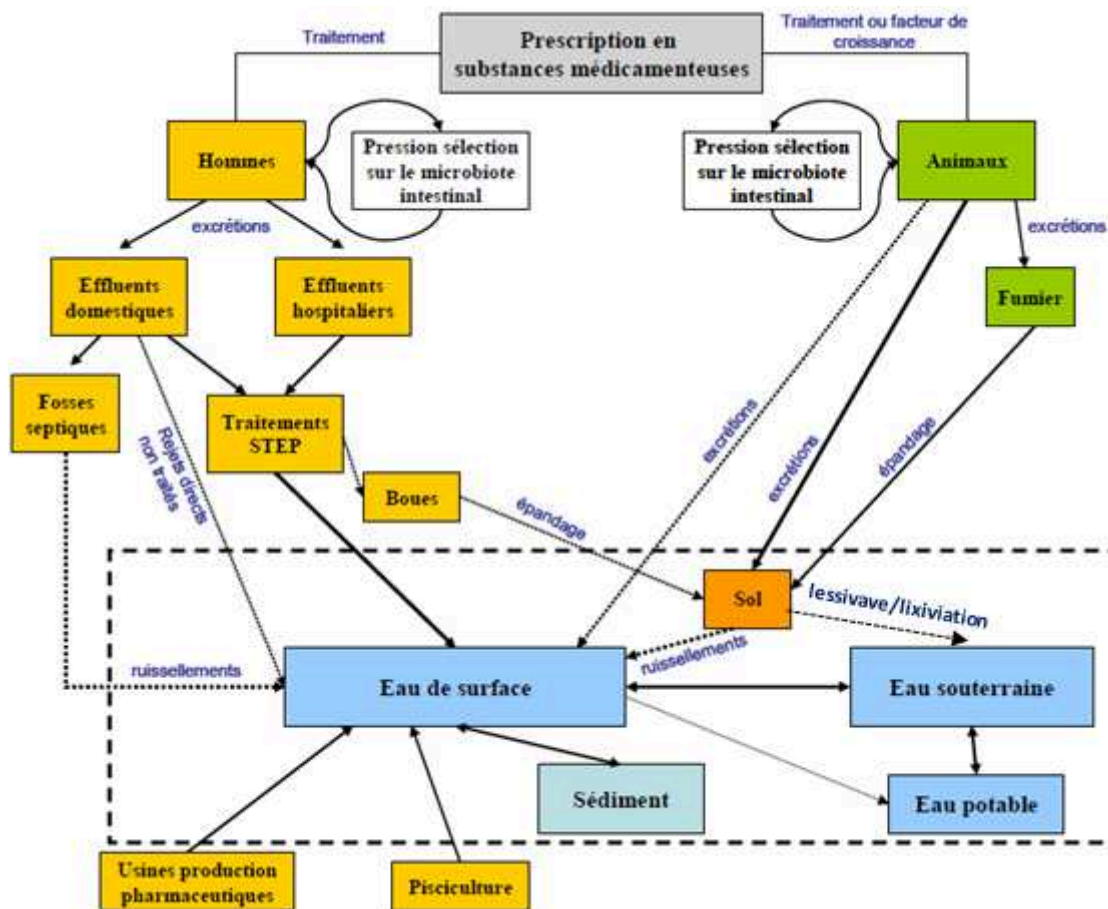 Traitement
Prescription en
substances médicamenteuses
Traitement ou facteur de
croissance
Hommes
Pression sélection
sur le microbiote
intestinal
Pression sélection
sur le microbiote
intestinal
Animaux
excrétions
excrétions
Effluents
domestiques
Effluents
hospitaliers
Fumier
Fosses
septiques
Traitements
STEP
Rejets directs
non traités
Boues
épandage
excrétions
excrétions
épandage
Sol
lessivave/lixiviation
ruissellements
ruissellements
Eau de surface
Eau souterraine
Sédiment
Eau potable
Usines production
pharmaceutiques
Pisciculture